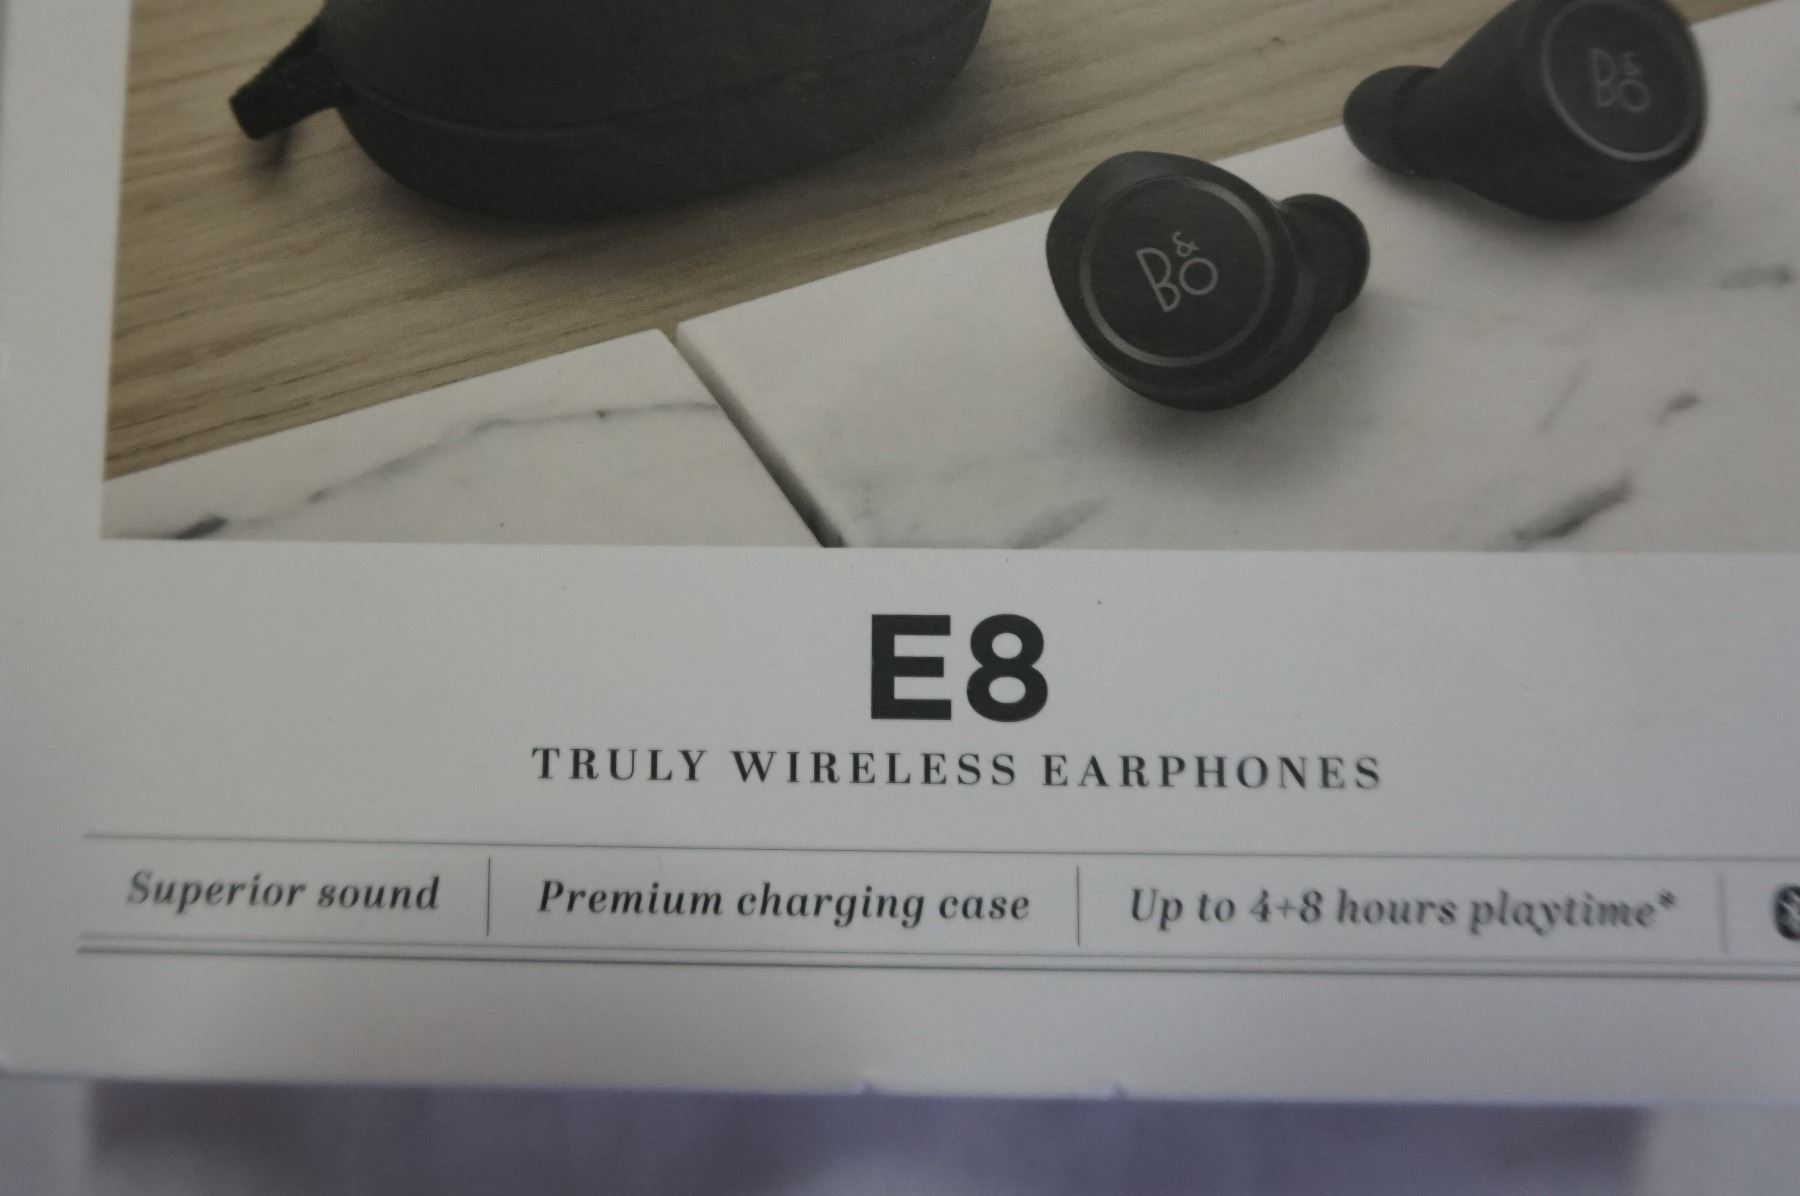 B&O
B&O
E8
TRULY WIRELESS EARPHONES
Superior sound
Premium charging case
Up to 4+8 hours playtime*